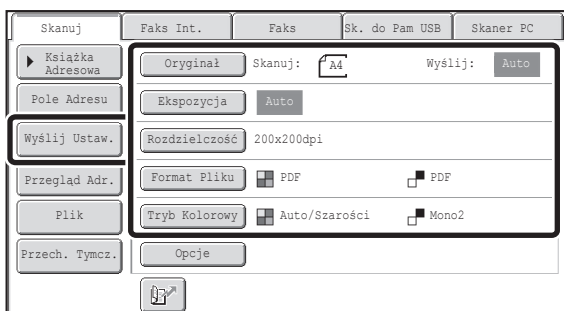 Skanuj Faks Int. Faks Sk. do Pam USB Skaner PC
Książka
Adresowa
Oryginał Skanuj: A4 Wyślij: Auto
Pole Adresu Ekspozycja Auto
Wyślij Ustaw. Rozdzielczość 200x200dpi
Przegląd Adr. Format Pliku PDF PDF
Plik Tryb Kolorowy Auto/Szarości Mono2
Przech. Tymcz. Opcje